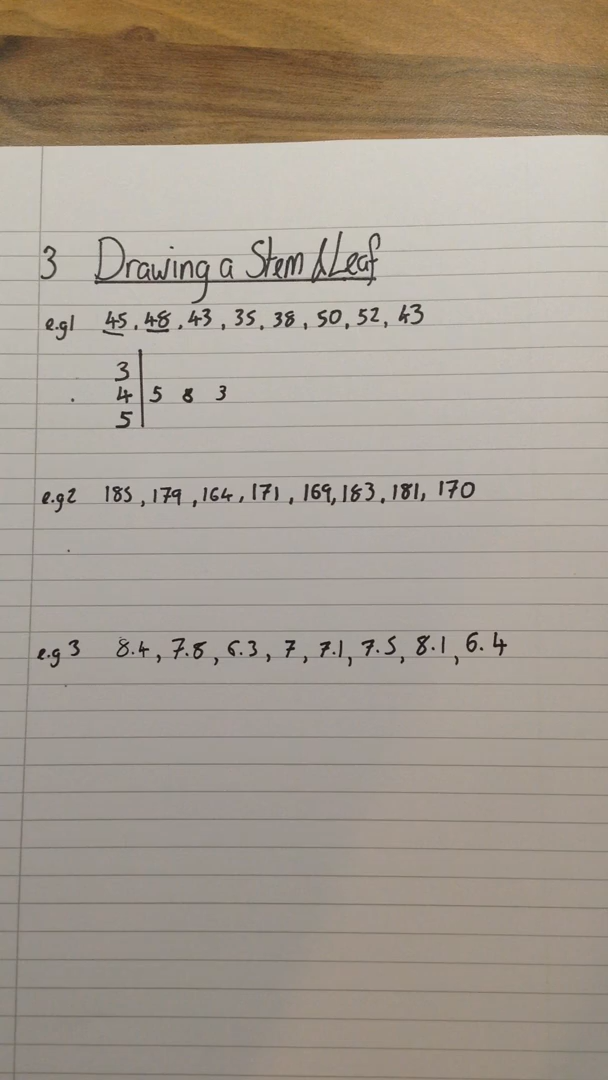 3 Drawing a Stem & Leaf
e.g1 45, 48, 43, 35, 38, 50, 52, 43
3
4 5 8 3
5
e.g2 185, 179, 164, 171, 169, 183, 181, 170
e.g 3 8.4, 7.8, 6.3, 7, 7.1, 7.5, 8.1, 6.4